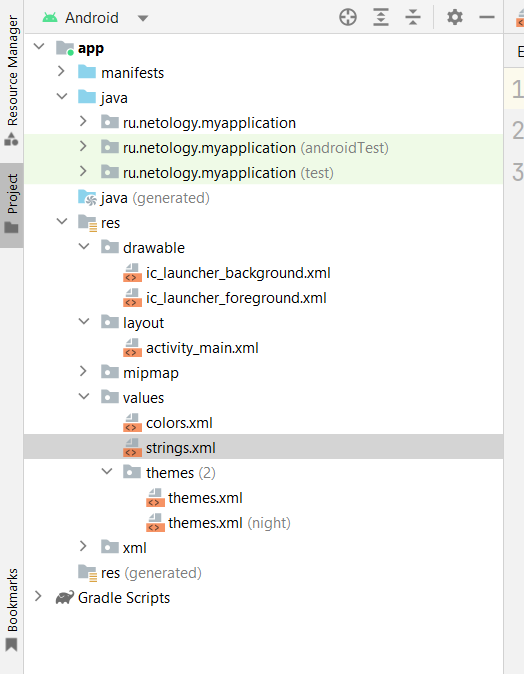 Resource Manager
Project
Bookmarks
Android
app
manifests
java
ru.netology.myapplication
ru.netology.myapplication (androidTest)
ru.netology.myapplication (test)
java (generated)
res
drawable
ic_launcher_background.xml
ic_launcher_foreground.xml
layout
activity_main.xml
mipmap
values
colors.xml
strings.xml
themes (2)
themes.xml
themes.xml (night)
xml
res (generated)
Gradle Scripts
1
2
3